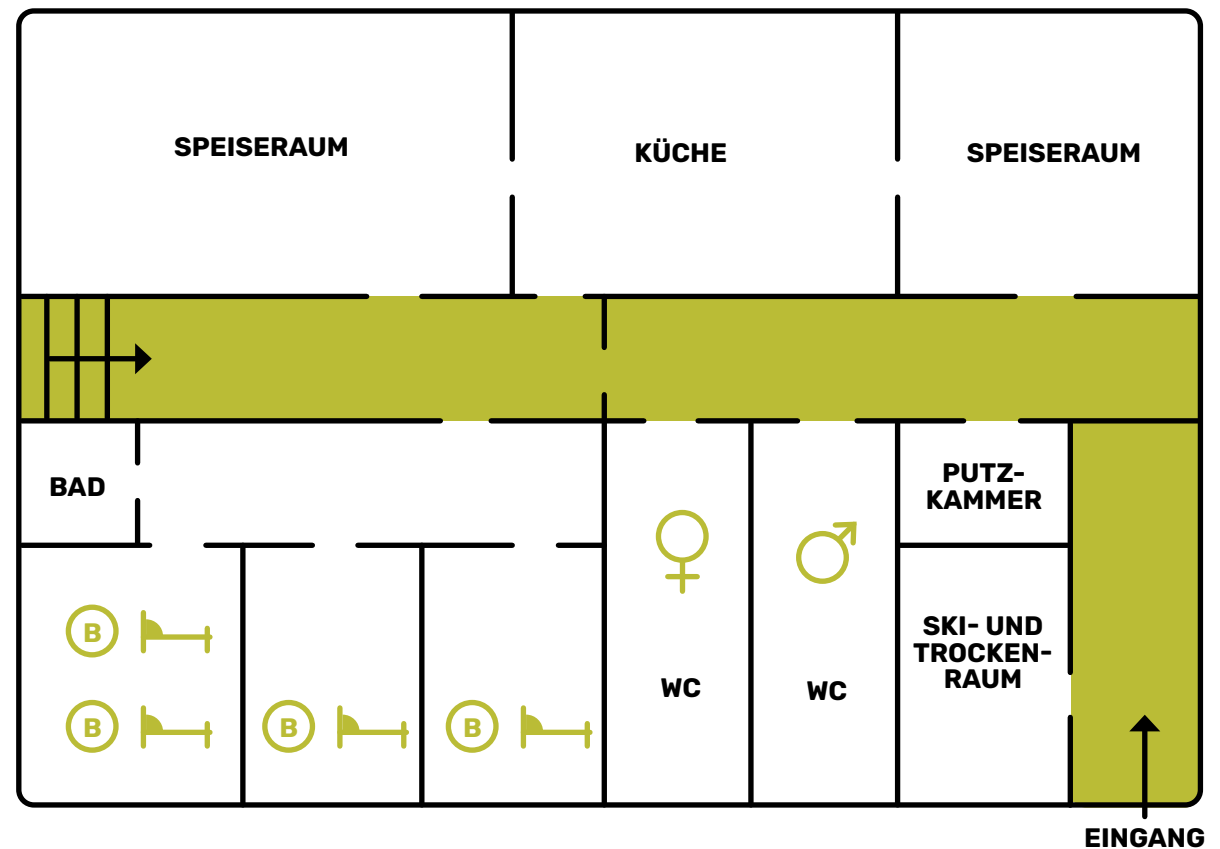 SPEISERAUM
KÜCHE
SPEISERAUM
BAD
PUTZ-
KAMMER
B
B
B
B
WC
WC
SKI- UND
TROCKEN-
RAUM
EINGANG